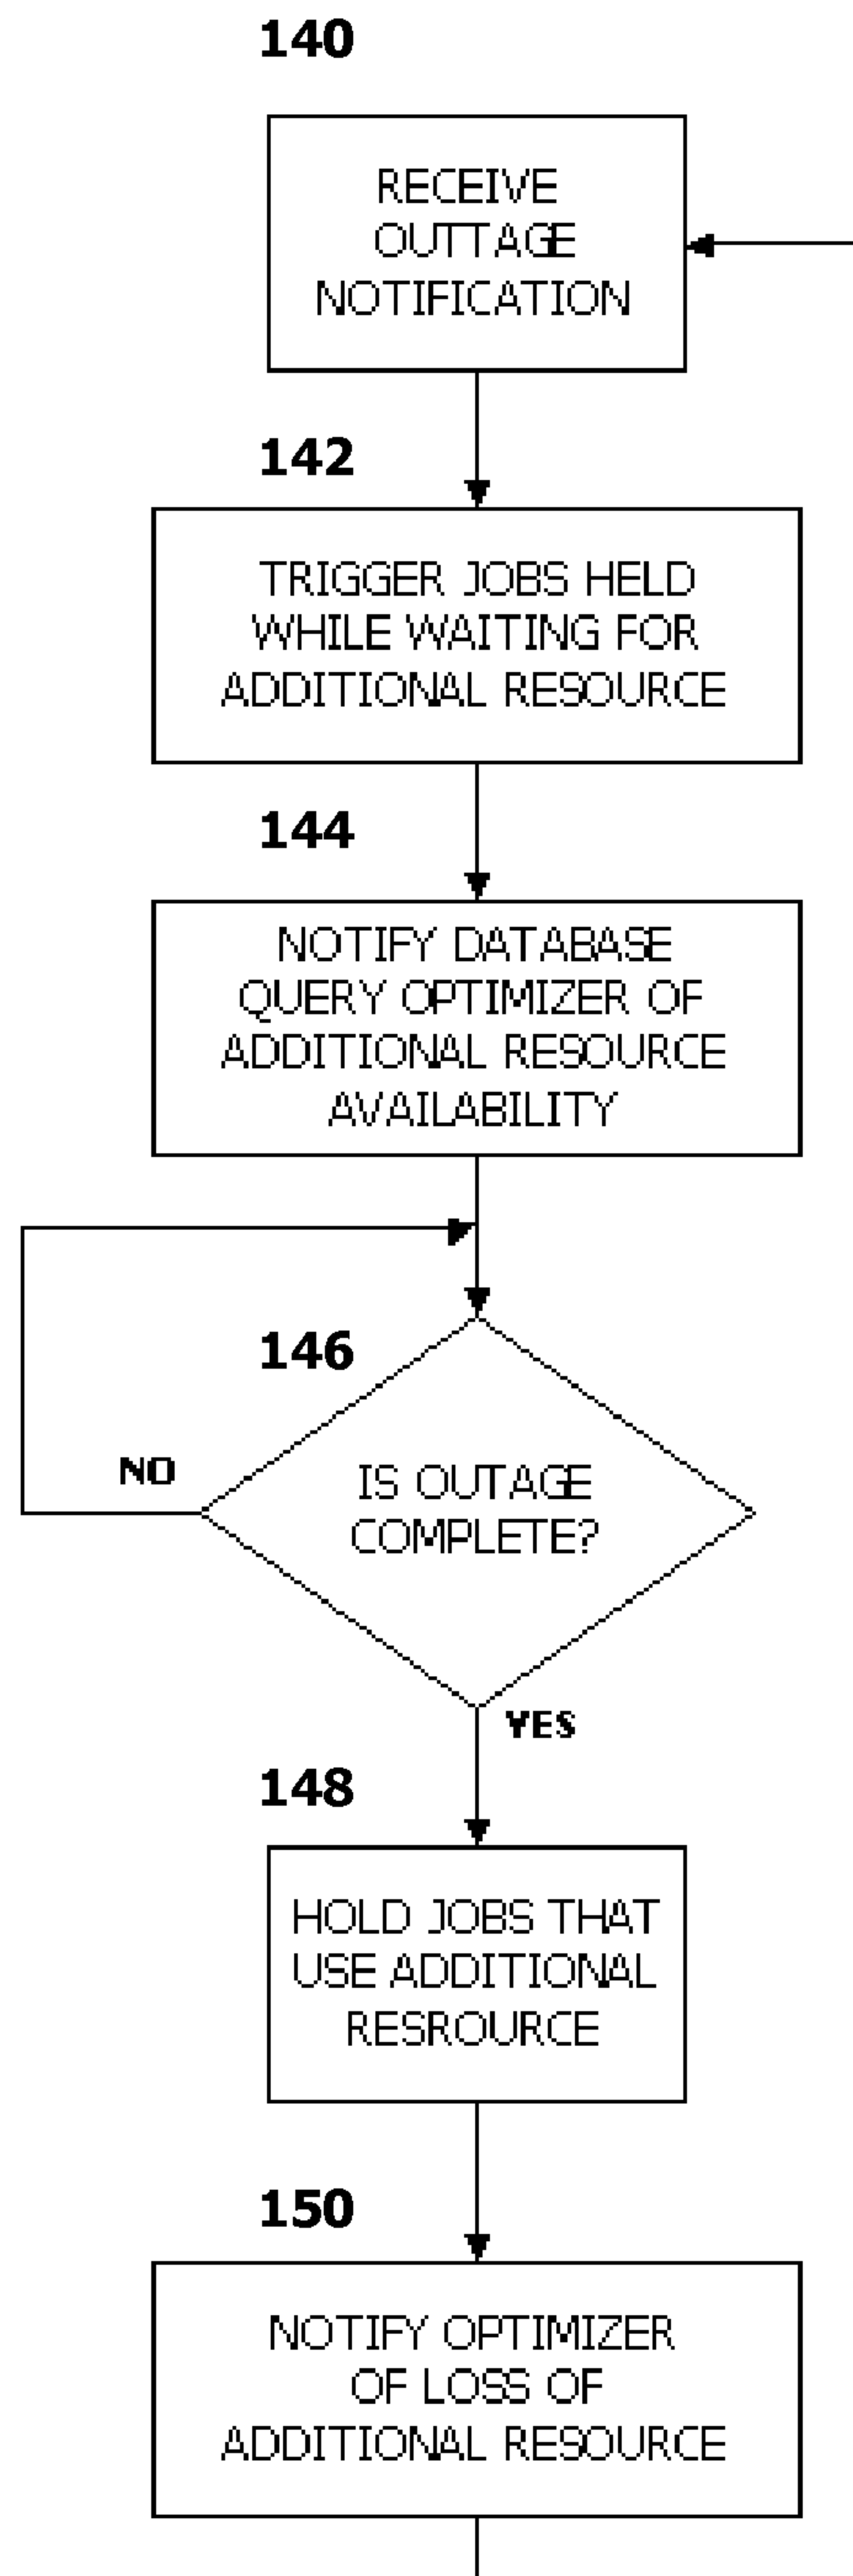 140
RECEIVE
OUTTAGE
NOTIFICATION
142
TRIGGER JOBS HELD
WHILE WAITING FOR
ADDITIONAL RESOURCE
144
NOTIFY DATABASE
QUERY OPTIMIZER OF
ADDITIONAL RESOURCE
AVAILABILITY
146
NO
IS OUTAGE
COMPLETE?
YES
148
HOLD JOBS THAT
USE ADDITIONAL
RESROURCE
150
NOTIFY OPTIMIZER
OF LOSS OF
ADDITIONAL RESOURCE